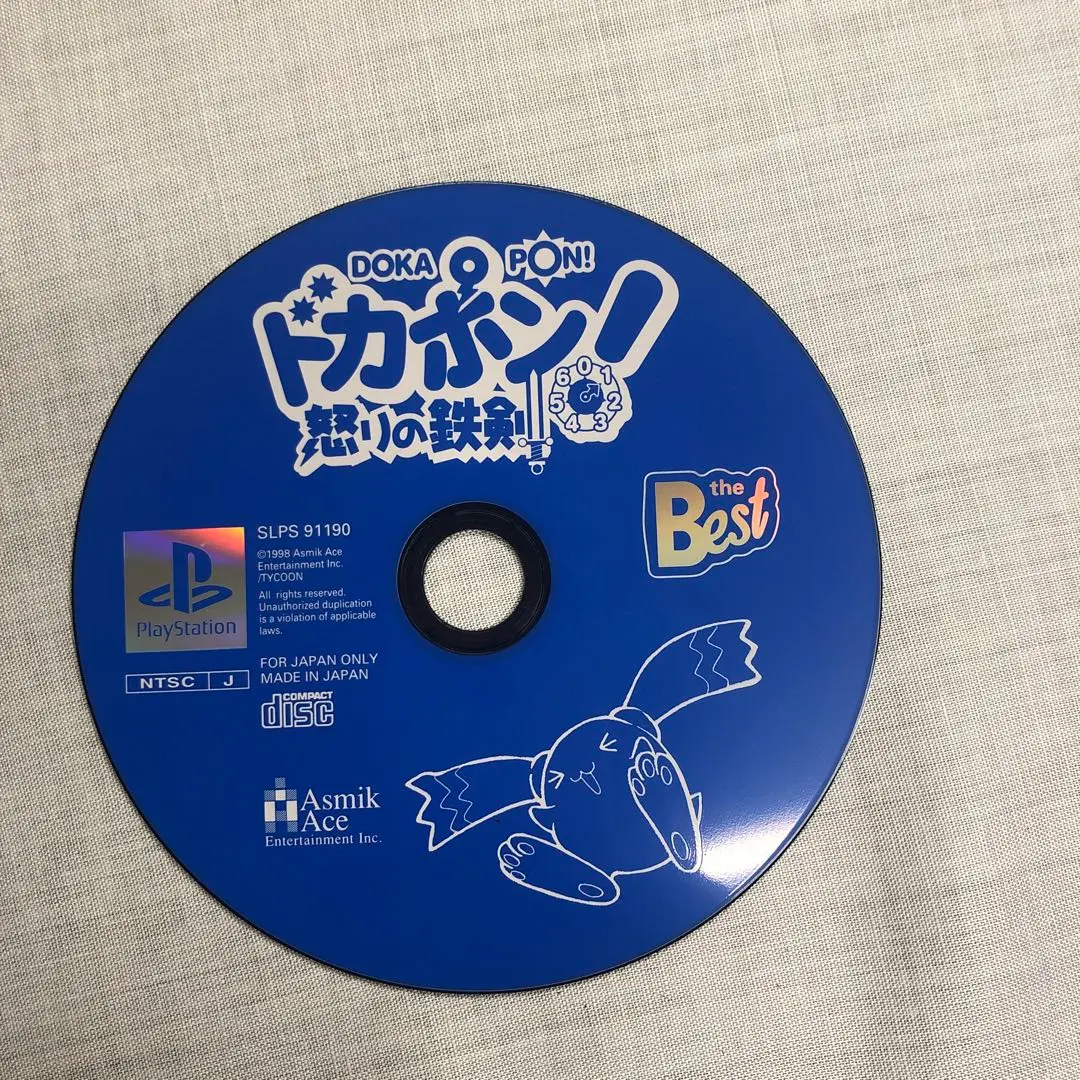 DOKA PON!
ドカポン!
怒りの鉄剣
0
1
2
3
4
5
6
the Best
PlayStation
NTSC J
SLPS 91190
©1998 Asmik Ace
Entertainment Inc.
/TYCOON
All rights reserved.
Unauthorized duplication
is a violation of applicable
laws.
FOR JAPAN ONLY
MADE IN JAPAN
COMPACT
disc
Asmik
Ace
Entertainment Inc.